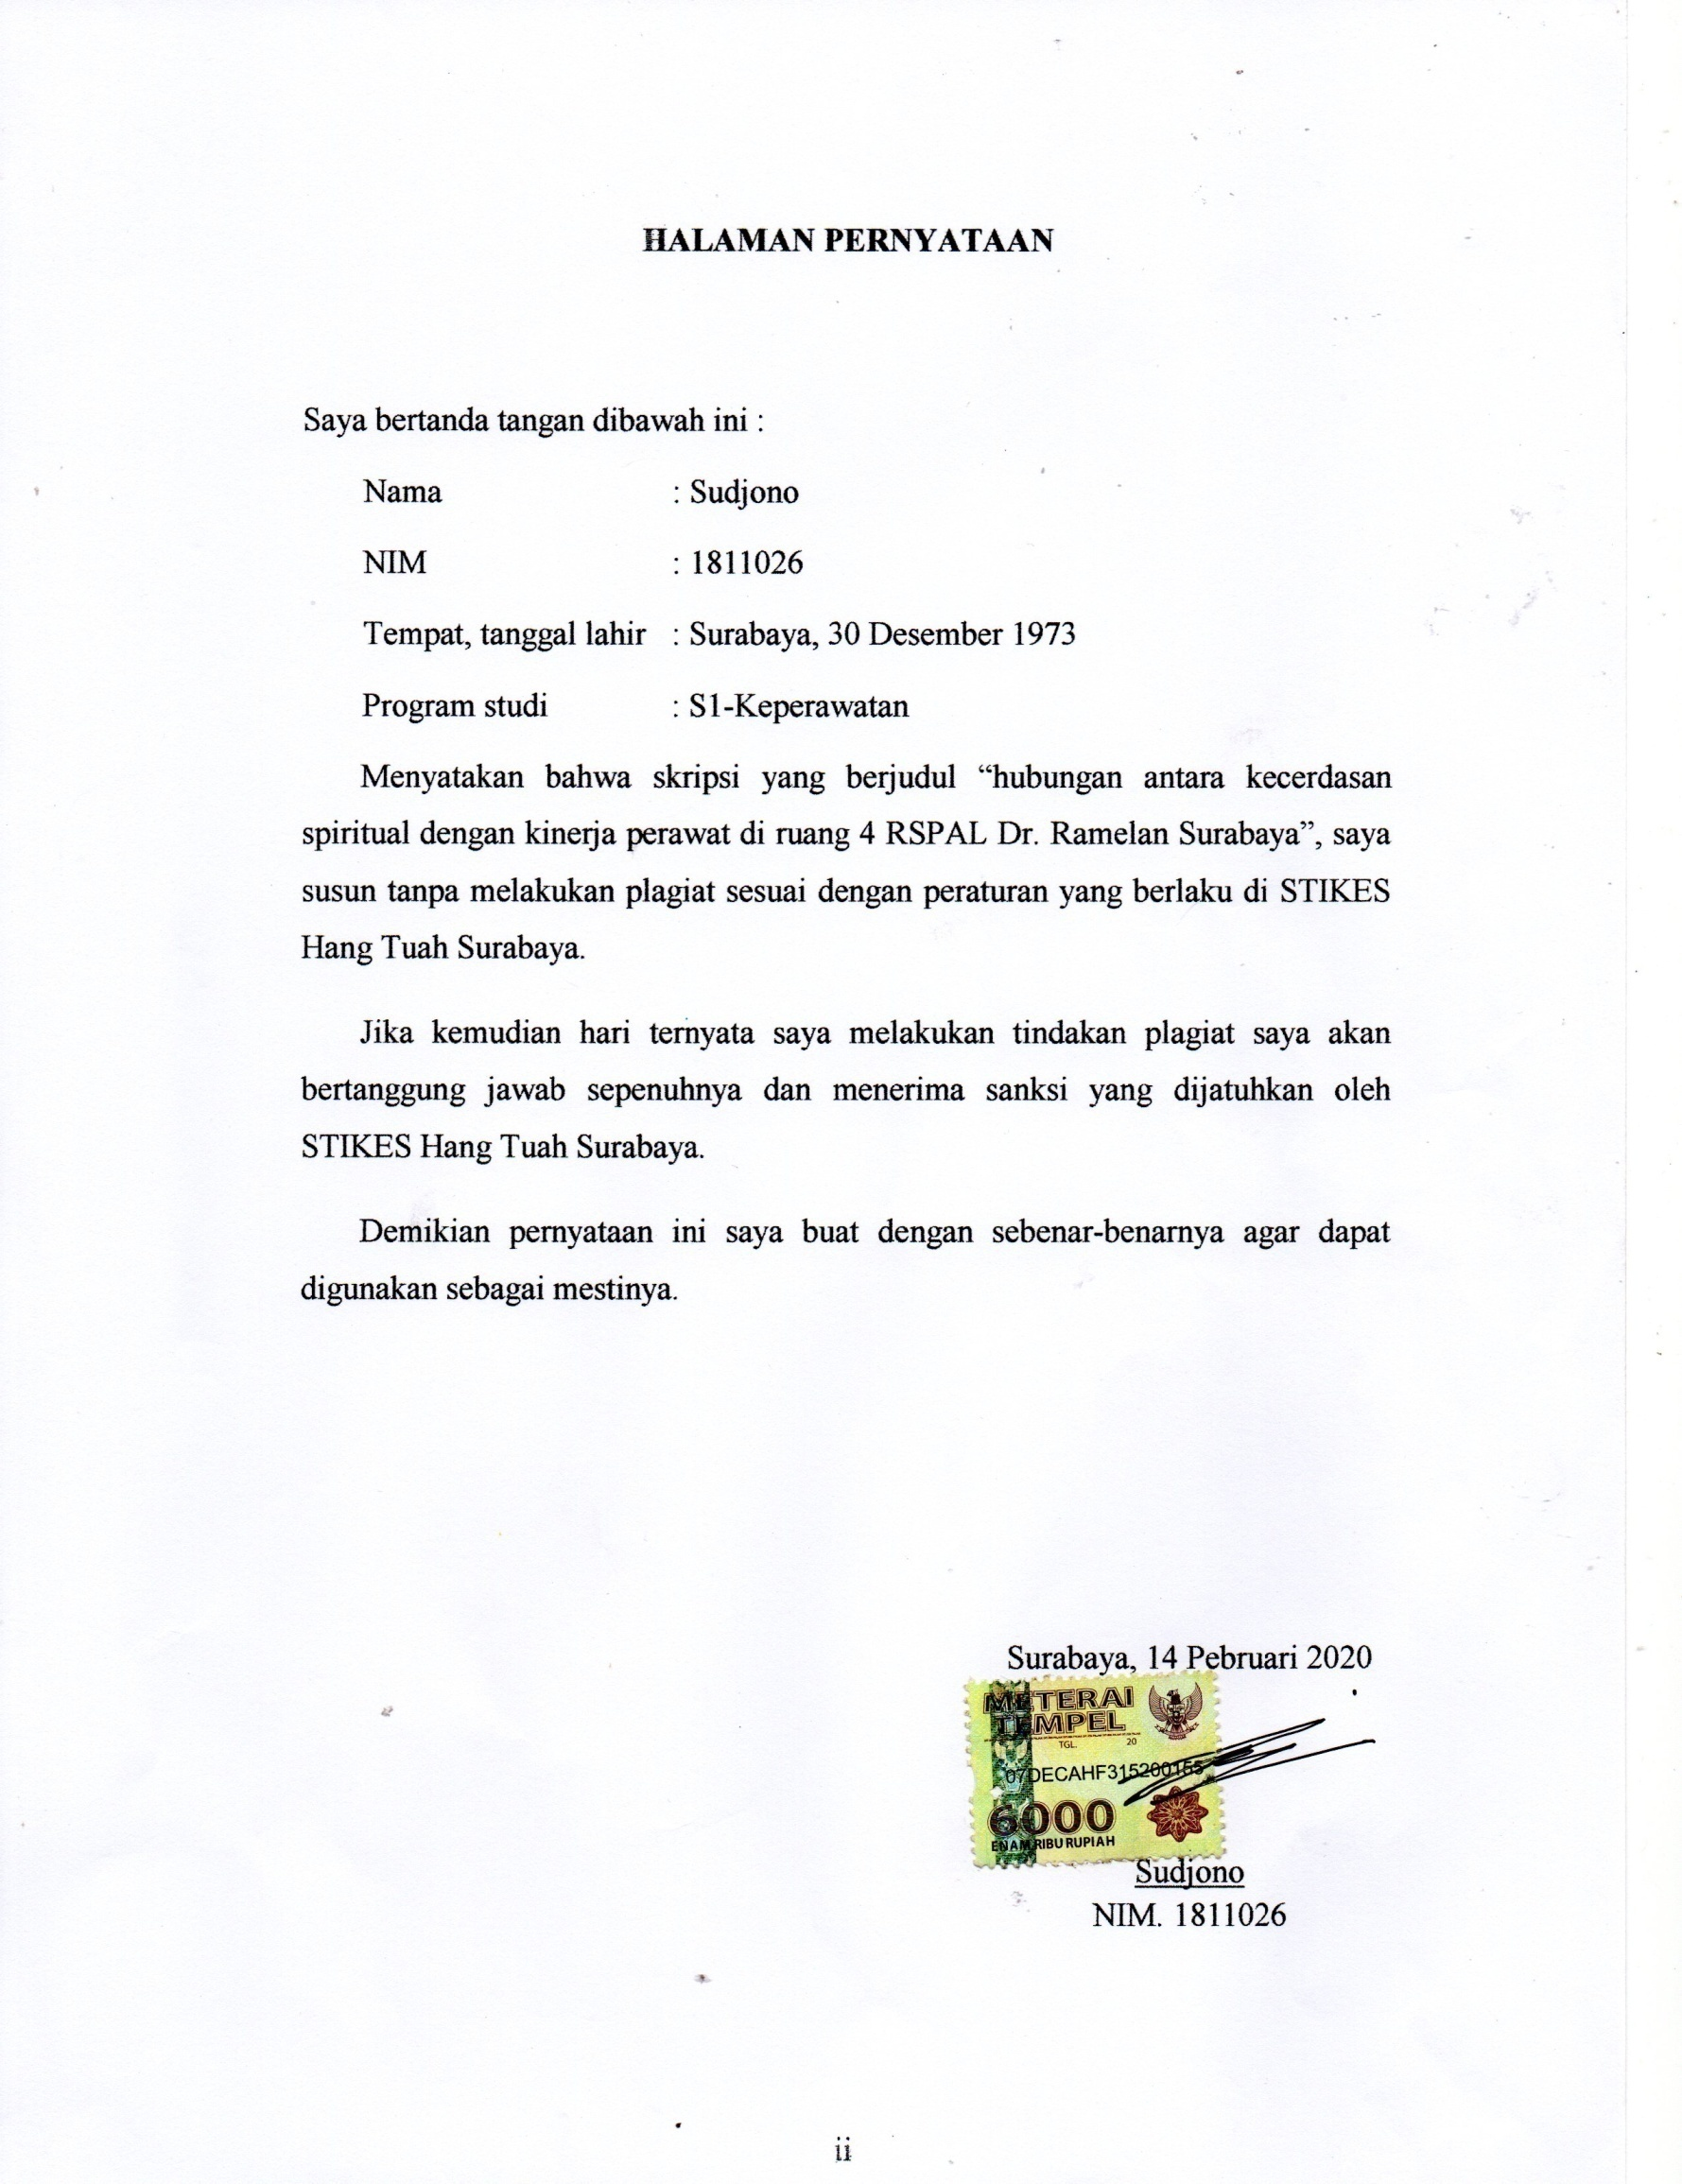 HALAMAN PERNYATAAN
Saya bertanda tangan dibawah ini :
Nama : Sudjono
NIM : 1811026
Tempat, tanggal lahir : Surabaya, 30 Desember 1973
Program studi : S1-Keperawatan
Menyatakan bahwa skripsi yang berjudul “hubungan antara kecerdasan
spiritual dengan kinerja perawat di ruang 4 RSPAL Dr. Ramelan Surabaya”, saya
susun tanpa melakukan plagiat sesuai dengan peraturan yang berlaku di STIKES
Hang Tuah Surabaya.
Jika kemudian hari ternyata saya melakukan tindakan plagiat saya akan
bertanggung jawab sepenuhnya dan menerima sanksi yang dijatuhkan oleh
STIKES Hang Tuah Surabaya.
Demikian pernyataan ini saya buat dengan sebenar-benarnya agar dapat
digunakan sebagai mestinya.
Surabaya, 14 Pebruari 2020
METERAI
TEMPEL
TGL. 20
07DECAHF315200155
6000
ENAM RIBU RUPIAH
Sudjono
NIM. 1811026
ii